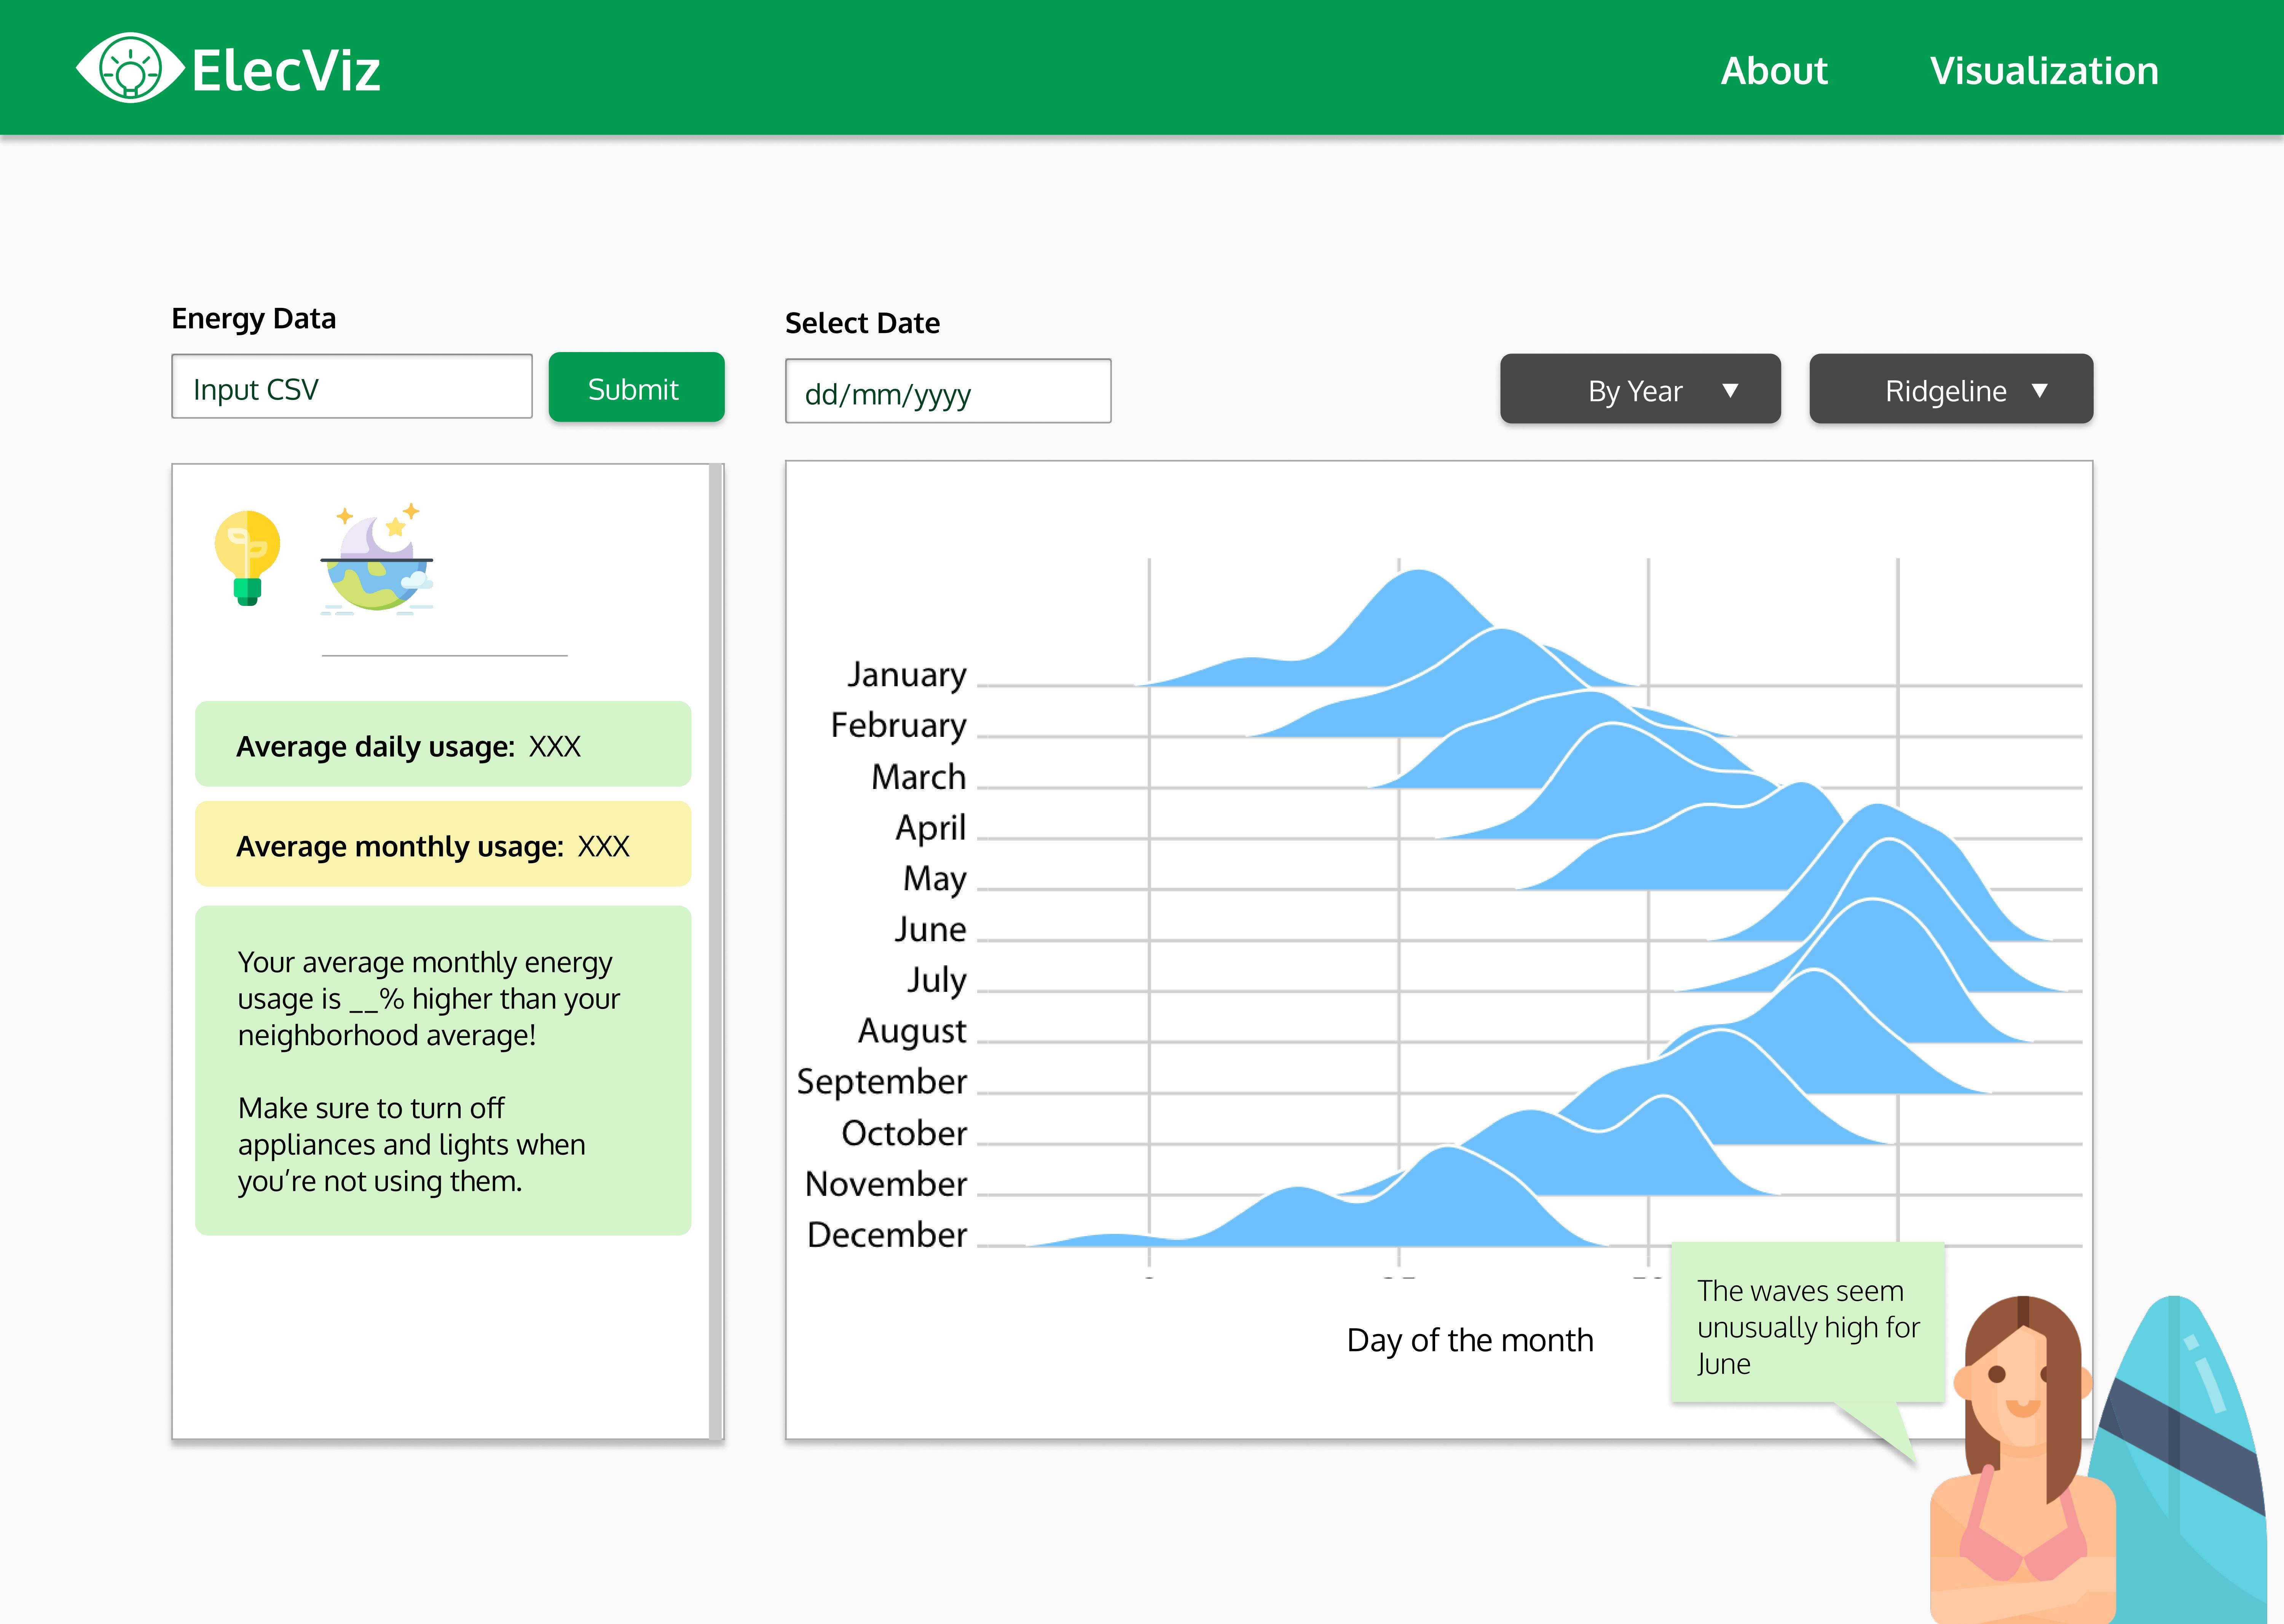 ElecViz
About
Visualization
Energy Data
Input CSV
Submit
Select Date
dd/mm/yyyy
By Year
Ridgeline
Average daily usage: XXX
Average monthly usage: XXX
Your average monthly energy
usage is __% higher than your
neighborhood average!
Make sure to turn off
appliances and lights when
you're not using them.
January
February
March
April
May
June
July
August
September
October
November
December
Day of the month
The waves seem
unusually high for
June